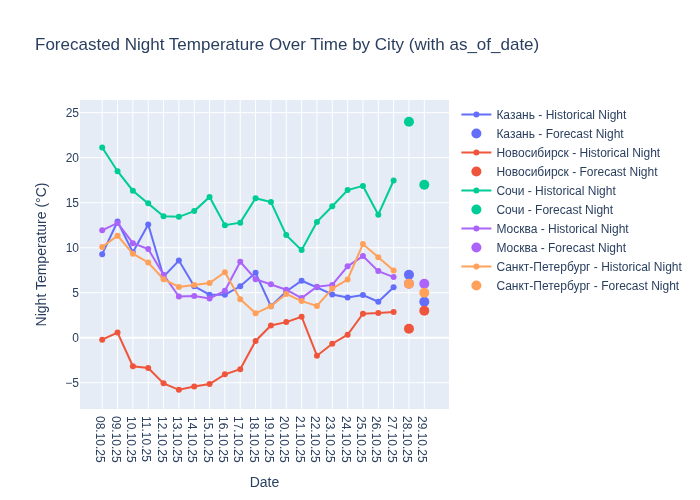 Forecasted Night Temperature Over Time by City (with as_of_date)
Night Temperature (°C)
25
20
15
10
5
0
−5
08.10.25
09.10.25
10.10.25
11.10.25
12.10.25
13.10.25
14.10.25
15.10.25
16.10.25
17.10.25
18.10.25
19.10.25
20.10.25
21.10.25
22.10.25
23.10.25
24.10.25
25.10.25
26.10.25
27.10.25
28.10.25
29.10.25
Date
Казань - Historical Night
Казань - Forecast Night
Новосибирск - Historical Night
Новосибирск - Forecast Night
Сочи - Historical Night
Сочи - Forecast Night
Москва - Historical Night
Москва - Forecast Night
Санкт-Петербург - Historical Night
Санкт-Петербург - Forecast Night